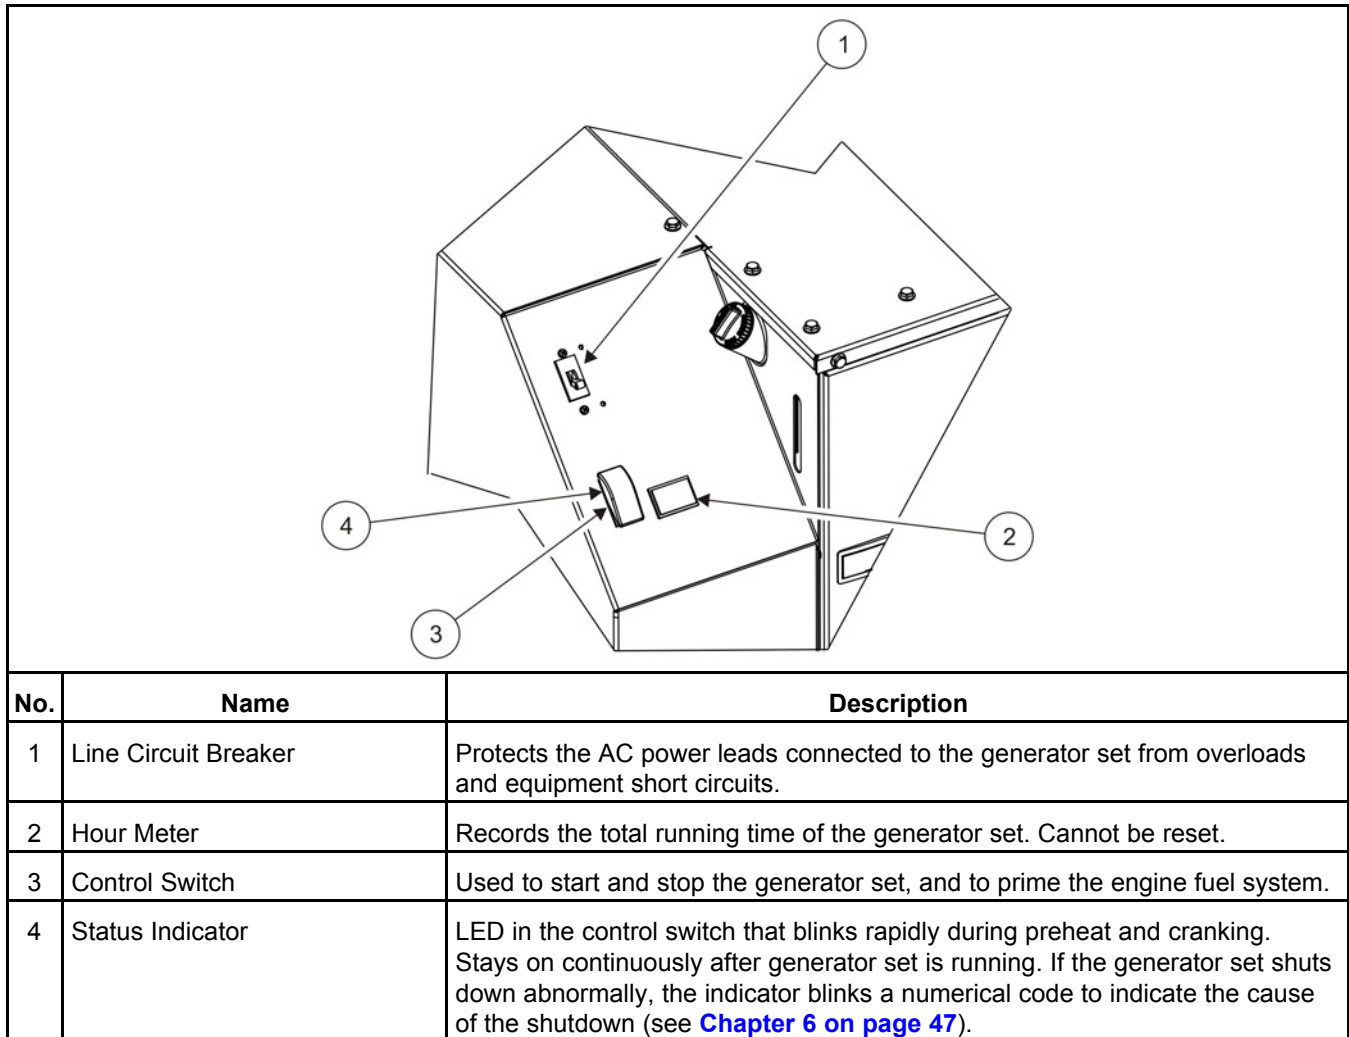 1
4
2
3
No. Name Description
1 Line Circuit Breaker Protects the AC power leads connected to the generator set from overloads
and equipment short circuits.
2 Hour Meter Records the total running time of the generator set. Cannot be reset.
3 Control Switch Used to start and stop the generator set, and to prime the engine fuel system.
4 Status Indicator LED in the control switch that blinks rapidly during preheat and cranking.
Stays on continuously after generator set is running. If the generator set shuts
down abnormally, the indicator blinks a numerical code to indicate the cause
of the shutdown (see Chapter 6 on page 47).